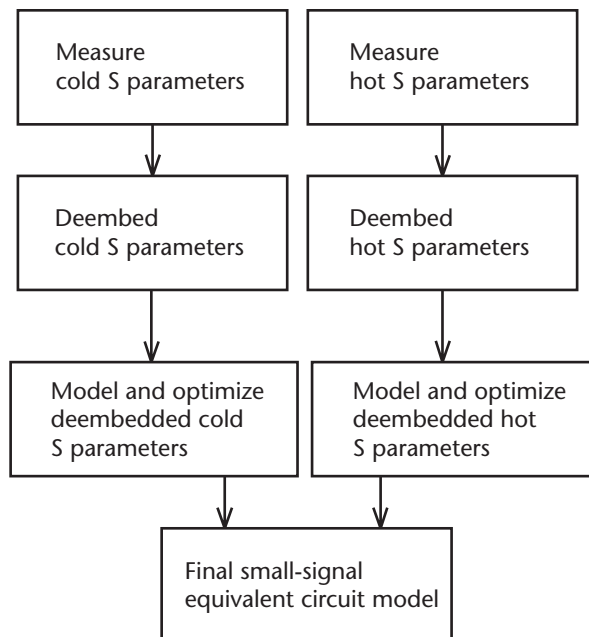 Measure
cold S parameters
Measure
hot S parameters
Deembed
cold S parameters
Deembed
hot S parameters
Model and optimize
deembedded cold
S parameters
Model and optimize
deembedded hot
S parameters
Final small-signal
equivalent circuit model